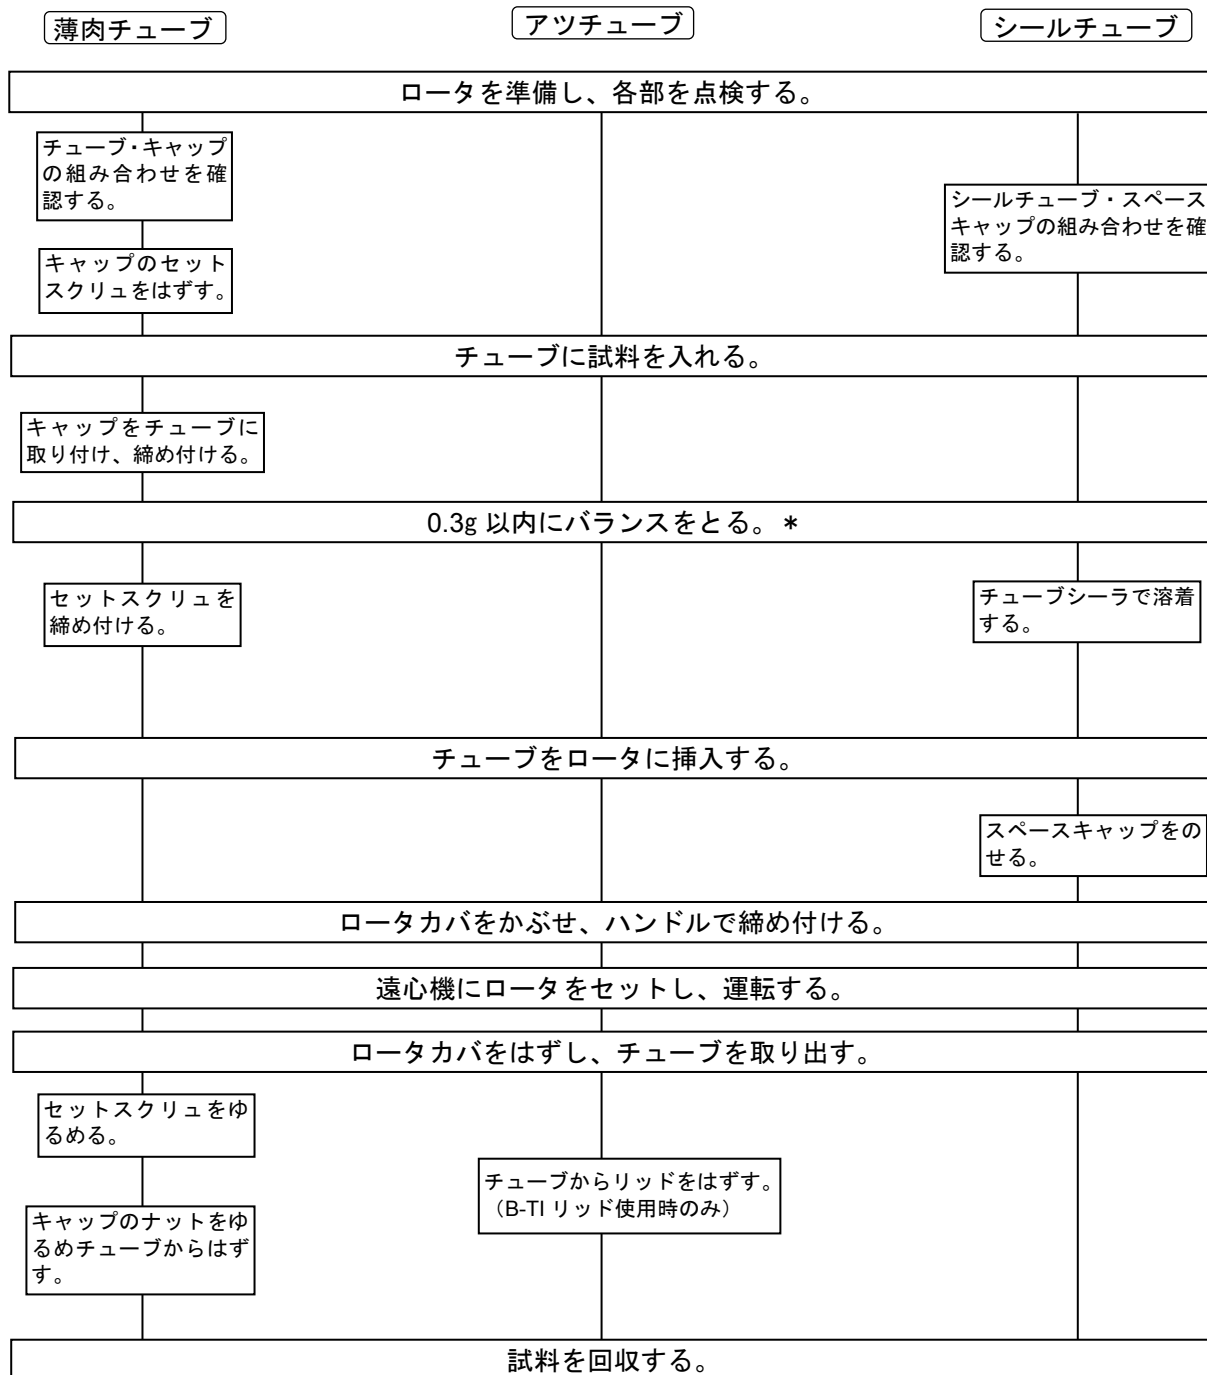 薄肉チューブ
アツチューブ
シールチューブ
ロータを準備し、各部を点検する。
チューブ・キャップ
の組み合わせを確
認する。
シールチューブ・スペース
キャップの組み合わせを確
認する。
キャップのセット
スクリュをはずす。
チューブに試料を入れる。
キャップをチューブに
取り付け、締め付ける。
0.3g 以内にバランスをとる。＊
セットスクリュを
締め付ける。
チューブシーラで溶着
する。
チューブをロータに挿入する。
スペースキャップをの
せる。
ロータカバをかぶせ、ハンドルで締め付ける。
遠心機にロータをセットし、運転する。
ロータカバをはずし、チューブを取り出す。
セットスクリュをゆ
るめる。
チューブからリッドをはずす。
（B-TI リッド使用時のみ）
キャップのナットをゆ
るめチューブからはず
す。
試料を回収する。